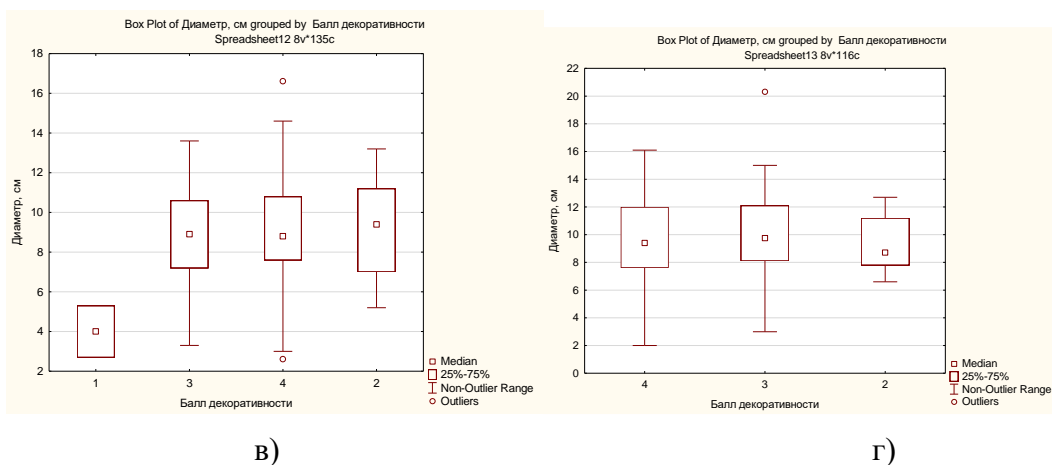 Box Plot of Диаметр, см grouped by Балл декоративности
Spreadsheet12 8v*135c
18
16
14
12
10
8
6
4
2
Диаметр, см
1 3 4 2
Балл декоративности
Median
25%-75%
Non-Outlier Range
Outliers
в)
Box Plot of Диаметр, см grouped by Балл декоративности
Spreadsheet13 8v*116c
22
20
18
16
14
12
10
8
6
4
2
0
Диаметр, см
4 3 2
Балл декоративности
Median
25%-75%
Non-Outlier Range
Outliers
г)